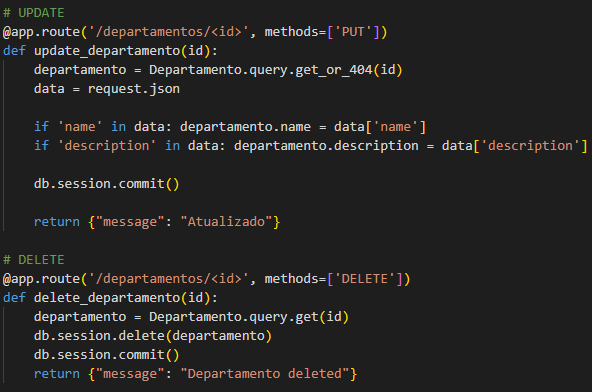 # UPDATE
@app.route('/departamentos/<id>', methods=['PUT'])
def update_departamento(id):
    departamento = Departamento.query.get_or_404(id)
    data = request.json

    if 'name' in data: departamento.name = data['name']
    if 'description' in data: departamento.description = data['description']

    db.session.commit()

    return {"message": "Atualizado"}

# DELETE
@app.route('/departamentos/<id>', methods=['DELETE'])
def delete_departamento(id):
    departamento = Departamento.query.get(id)
    db.session.delete(departamento)
    db.session.commit()
    return {"message": "Departamento deleted"}